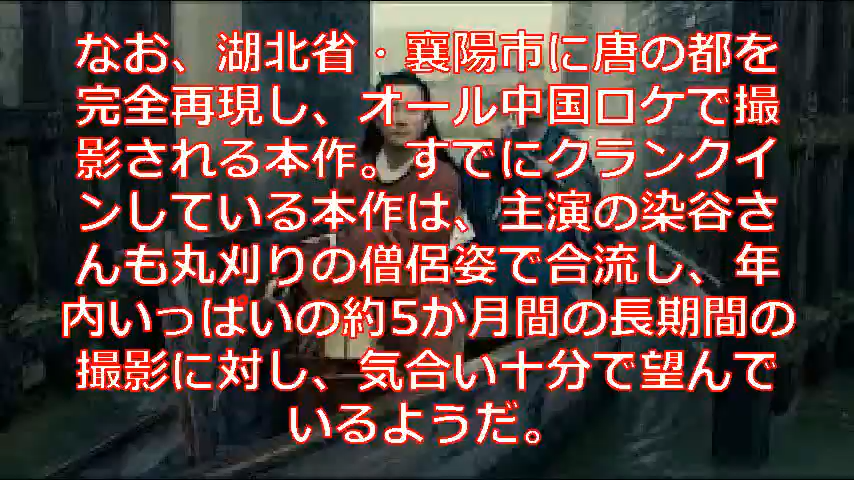 なお、湖北省・襄陽市に唐の都を
完全再現し、オール中国ロケで撮
影される本作。すでにクランクイ
ンしている本作は、主演の染谷さ
んも丸刈りの僧侶姿で合流し、年
内いっぱいの約5か月間の長期間の
撮影に対し、気合い十分で望んで
いるようだ。